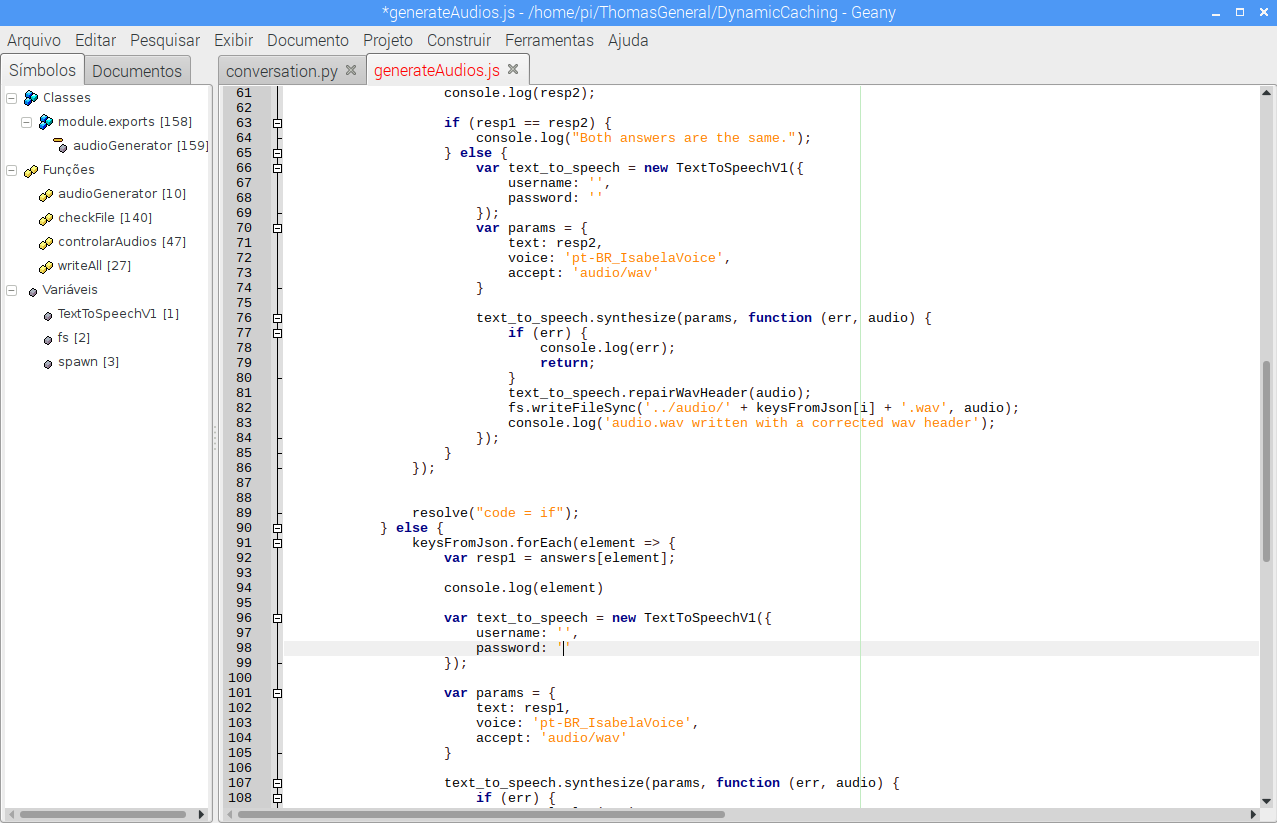 *generateAudios.js - /home/pi/ThomasGeneral/DynamicCaching - Geany
Arquivo Editar Pesquisar Exibir Documento Projeto Construir Ferramentas Ajuda
Símbolos Documentos
conversation.py generateAudios.js
Classes
module.exports [158]
audioGenerator [159]
Funções
audioGenerator [10]
checkFile [140]
controlarAudios [47]
writeAll [27]
Variáveis
TextToSpeechV1 [1]
fs [2]
spawn [3]
61 console.log(resp2);
62
63 if (resp1 == resp2) {
64 console.log("Both answers are the same.");
65 } else {
66 var text_to_speech = new TextToSpeechV1({
67 username: '',
68 password: ''
69 });
70 var params = {
71 text: resp2,
72 voice: 'pt-BR_IsabelaVoice',
73 accept: 'audio/wav'
74 }
75
76 text_to_speech.synthesize(params, function (err, audio) {
77 if (err) {
78 console.log(err);
79 return;
80 }
81 text_to_speech.repairWavHeader(audio);
82 fs.writeFileSync('../audio/' + keysFromJson[i] + '.wav', audio);
83 console.log('audio.wav written with a corrected wav header');
84 });
85 }
86 });
87
88
89 resolve("code = if");
90 } else {
91 keysFromJson.forEach(element => {
92 var resp1 = answers[element];
93
94 console.log(element)
95
96 var text_to_speech = new TextToSpeechV1({
97 username: '',
98 password: ''
99 });
100
101 var params = {
102 text: resp1,
103 voice: 'pt-BR_IsabelaVoice',
104 accept: 'audio/wav'
105 }
106
107 text_to_speech.synthesize(params, function (err, audio) {
108 if (err) {